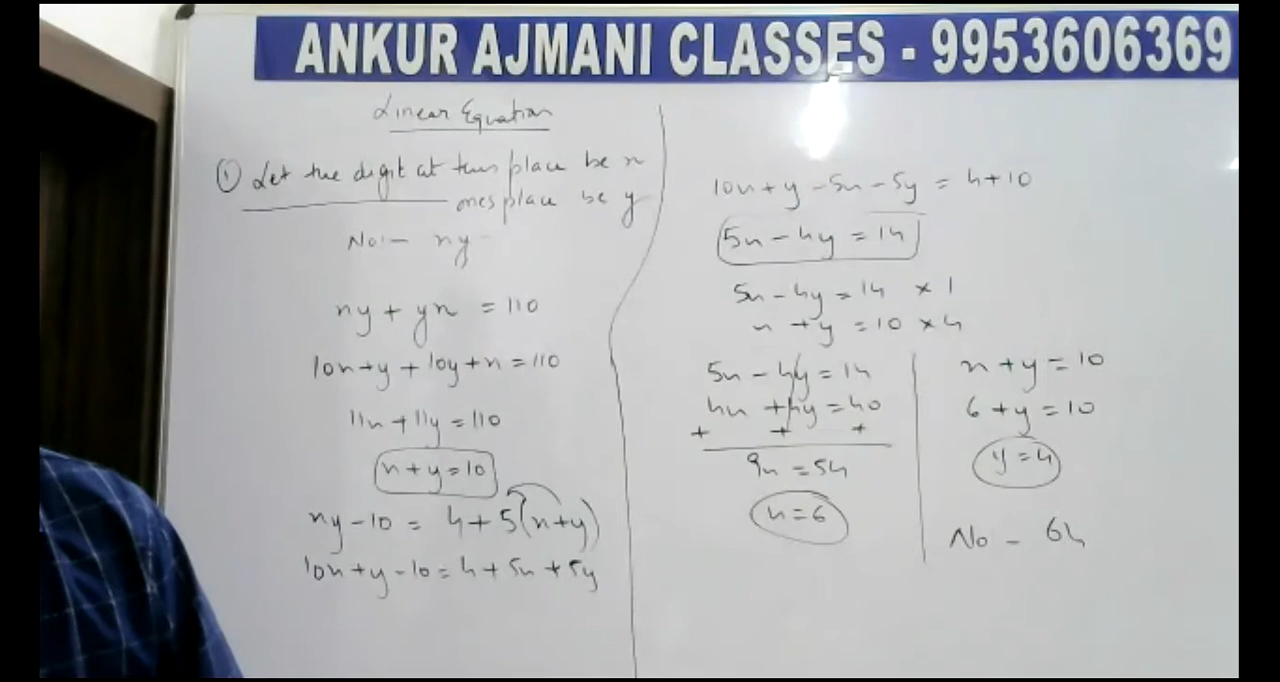 ANKUR AJMANI CLASSES - 9953606369
Linear Equation
① Let the digit at tens place be x
ones place be y
No:- xy
xy + yx = 110
10x+y + 10y+x = 110
11x + 11y = 110
x+y=10
xy - 10 = 4 + 5(x+y)
10x+y-10 = 4 + 5x + 5y
10x+y - 5x - 5y = 4+10
5x - 4y = 14
5x - 4y = 14 × 1
x + y = 10 × 4
5x - 4y = 14
4x + 4y = 40
+ + +
9x = 54
x = 6
x + y = 10
6 + y = 10
y = 4
No - 64